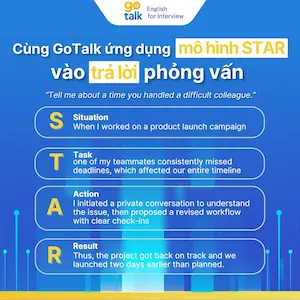 go
talk
English
for Interview
Cùng GoTalk ứng dụng mô hình STAR
vào trả lời phỏng vấn
"Tell me about a time you handled a difficult colleague."
S
Situation
When I worked on a product launch campaign
T
Task
one of my teammates consistently missed
deadlines, which affected our entire timeline
A
Action
I initiated a private conversation to understand
the issue, then proposed a revised workflow
with clear check-ins
R
Result
Thus, the project got back on track and we
launched two days earlier than planned.